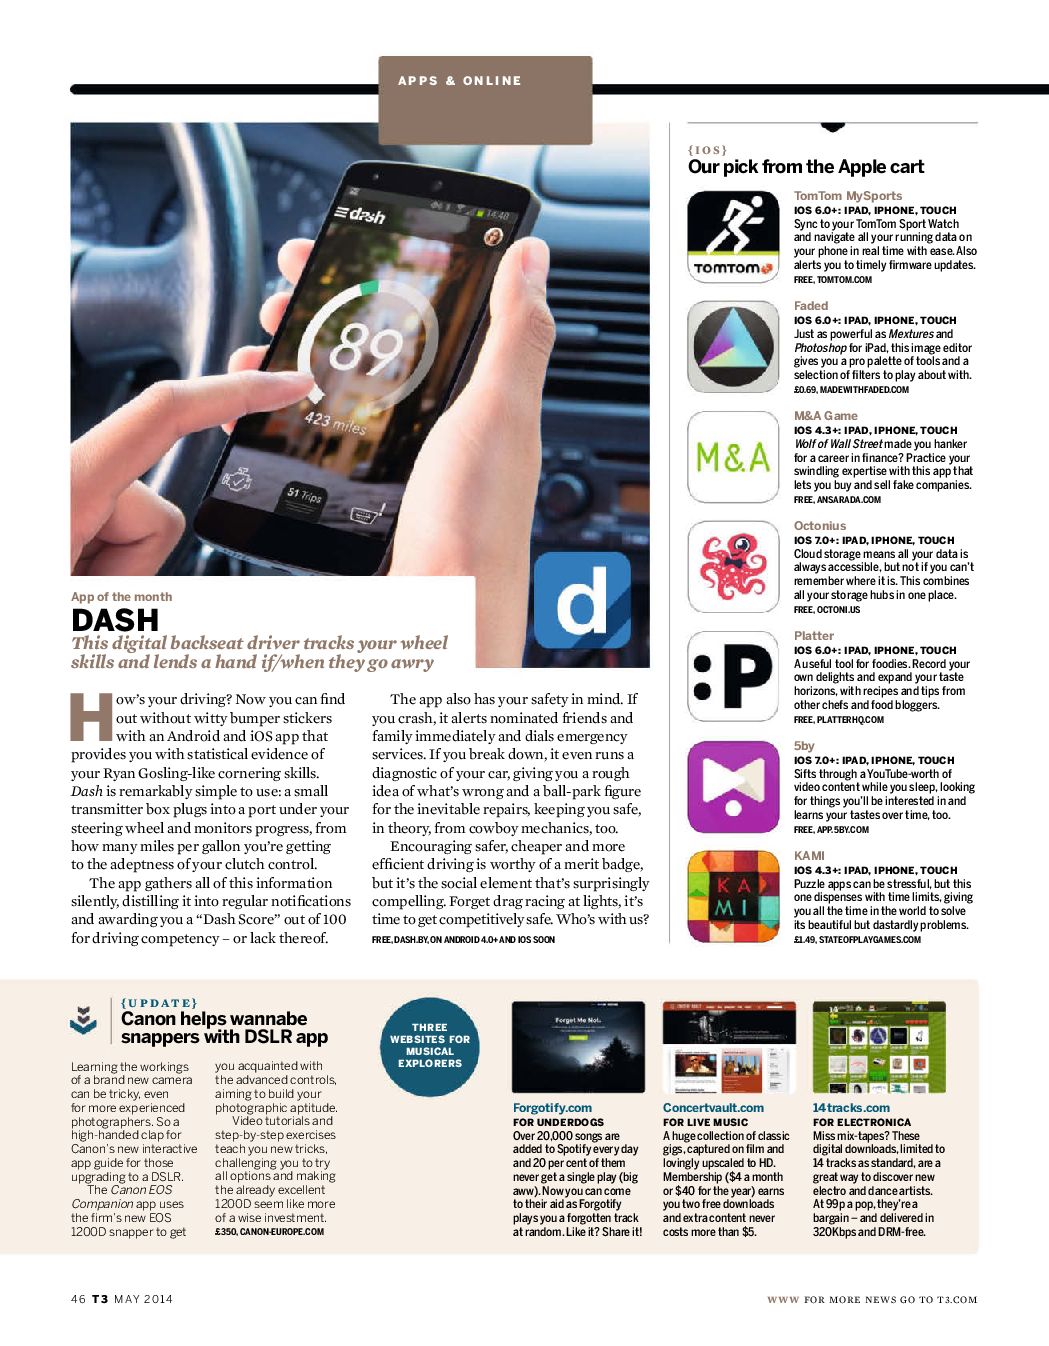 APPS & ONLINE
dash
14:40
89
423 miles
51 Trips
d
App of the month
DASH
This digital backseat driver tracks your wheel
skills and lends a hand if/when they go awry
How’s your driving? Now you can find
out without witty bumper stickers
with an Android and iOS app that
provides you with statistical evidence of
your Ryan Gosling-like cornering skills.
Dash is remarkably simple to use: a small
transmitter box plugs into a port under your
steering wheel and monitors progress, from
how many miles per gallon you’re getting
to the adeptness of your clutch control.
The app gathers all of this information
silently, distilling it into regular notifications
and awarding you a “Dash Score” out of 100
for driving competency – or lack thereof.
The app also has your safety in mind. If
you crash, it alerts nominated friends and
family immediately and dials emergency
services. If you break down, it even runs a
diagnostic of your car, giving you a rough
idea of what’s wrong and a ball-park figure
for the inevitable repairs, keeping you safe,
in theory, from cowboy mechanics, too.
Encouraging safer, cheaper and more
efficient driving is worthy of a merit badge,
but it’s the social element that’s surprisingly
compelling. Forget drag racing at lights, it’s
time to get competitively safe. Who’s with us?
FREE, DASH.BY, ON ANDROID 4.0+ AND IOS SOON
{IOS}
Our pick from the Apple cart
TOMTOM
TomTom MySports
IOS 6.0+: IPAD, IPHONE, TOUCH
Sync to your TomTom Sport Watch
and navigate all your running data on
your phone in real time with ease. Also
alerts you to timely firmware updates.
FREE, TOMTOM.COM
Faded
IOS 6.0+: IPAD, IPHONE, TOUCH
Just as powerful as Mextures and
Photoshop for iPad, this image editor
gives you a pro palette of tools and a
selection of filters to play about with.
£0.69, MADEWITHFADED.COM
M&A
M&A Game
IOS 4.3+: IPAD, IPHONE, TOUCH
Wolf of Wall Street made you hanker
for a career in finance? Practice your
swindling expertise with this app that
lets you buy and sell fake companies.
FREE, ANSARADA.COM
Octonius
IOS 7.0+: IPAD, IPHONE, TOUCH
Cloud storage means all your data is
always accessible, but not if you can’t
remember where it is. This combines
all your storage hubs in one place.
FREE, OCTONI.US
:P
Platter
IOS 6.0+: IPAD, IPHONE, TOUCH
A useful tool for foodies. Record your
own delights and expand your taste
horizons, with recipes and tips from
other chefs and food bloggers.
FREE, PLATTERHQ.COM
5by
IOS 7.0+: IPAD, IPHONE, TOUCH
Sifts through a YouTube-worth of
video content while you sleep, looking
for things you’ll be interested in and
learns your tastes over time, too.
FREE, APP.5BY.COM
KA
MI
KAMI
IOS 4.3+: IPAD, IPHONE, TOUCH
Puzzle apps can be stressful, but this
one dispenses with time limits, giving
you all the time in the world to solve
its beautiful but dastardly problems.
£1.49, STATEOFPLAYGAMES.COM
{UPDATE}
Canon helps wannabe
snappers with DSLR app
Learning the workings
of a brand new camera
can be tricky, even
for more experienced
photographers. So a
high-handed clap for
Canon’s new interactive
app guide for those
upgrading to a DSLR.
The Canon EOS
Companion app uses
the firm’s new EOS
1200D snapper to get
you acquainted with
the advanced controls,
aiming to build your
photographic aptitude.
Video tutorials and
step-by-step exercises
teach you new tricks,
challenging you to try
all options and making
the already excellent
1200D seem like more
of a wise investment.
£350, CANON-EUROPE.COM
THREE
WEBSITES FOR
MUSICAL
EXPLORERS
Forget Me Not.
Forgotify.com
FOR UNDERDOGS
Over 20,000 songs are
added to Spotify every day
and 20 per cent of them
never get a single play (big
aww). Now you can come
to their aid as Forgotify
plays you a forgotten track
at random. Like it? Share it!
CONCERT VAULT
Concertvault.com
FOR LIVE MUSIC
A huge collection of classic
gigs, captured on film and
lovingly upscaled to HD.
Membership ($4 a month
or $40 for the year) earns
you two free downloads
and extra content never
costs more than $5.
14
14tracks.com
FOR ELECTRONICA
Miss mix-tapes? These
digital downloads, limited to
14 tracks as standard, are a
great way to discover new
electro and dance artists.
At 99p a pop, they’re a
bargain – and delivered in
320Kbps and DRM-free.
46 T3 MAY 2014
WWW FOR MORE NEWS GO TO T3.COM